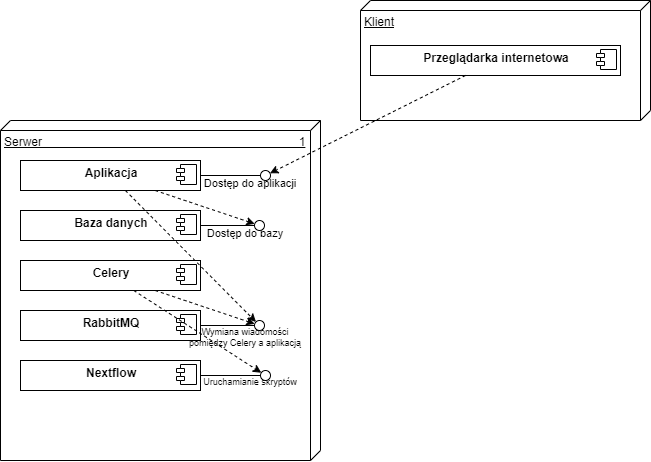 Klient
Przeglądarka internetowa
Serwer 1
Aplikacja
Dostęp do aplikacji
Baza danych
Dostęp do bazy
Celery
RabbitMQ
Wymiana wiadomości
pomiędzy Celery a aplikacją
Nextflow
Uruchamianie skryptów